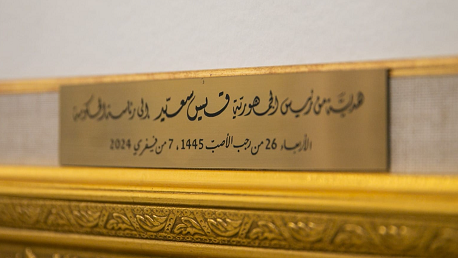 هدية من رئيس الجمهورية قيس سعيد إلى رئاسة الحكومة
الأربعاء 26 من رجب الأصب 1445، 7 من فيفري 2024